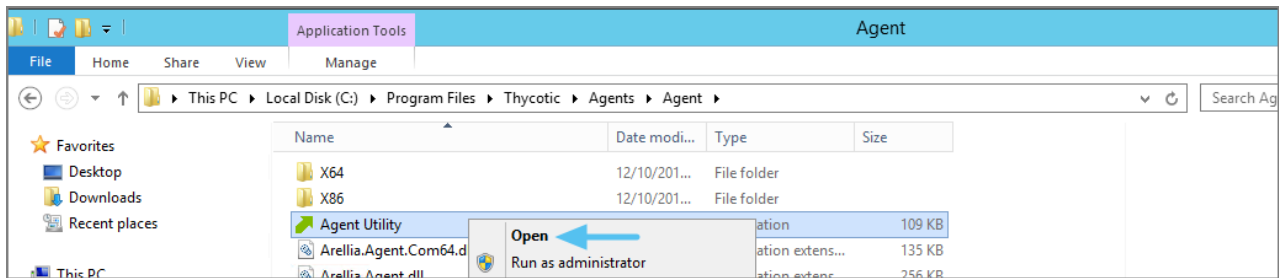 Application Tools
Agent
File Home Share View Manage
This PC Local Disk (C:) Program Files Thycotic Agents Agent
Search Ag
Name Date modi... Type Size
Favorites
Desktop
Downloads
Recent places
This PC
X64 12/10/201... File folder
X86 12/10/201... File folder
Agent Utility ation 109 KB
Arellia.Agent.Com64.d ation extens... 135 KB
Arellia.Agent.dll ation extens 256 KB
Open
Run as administrator